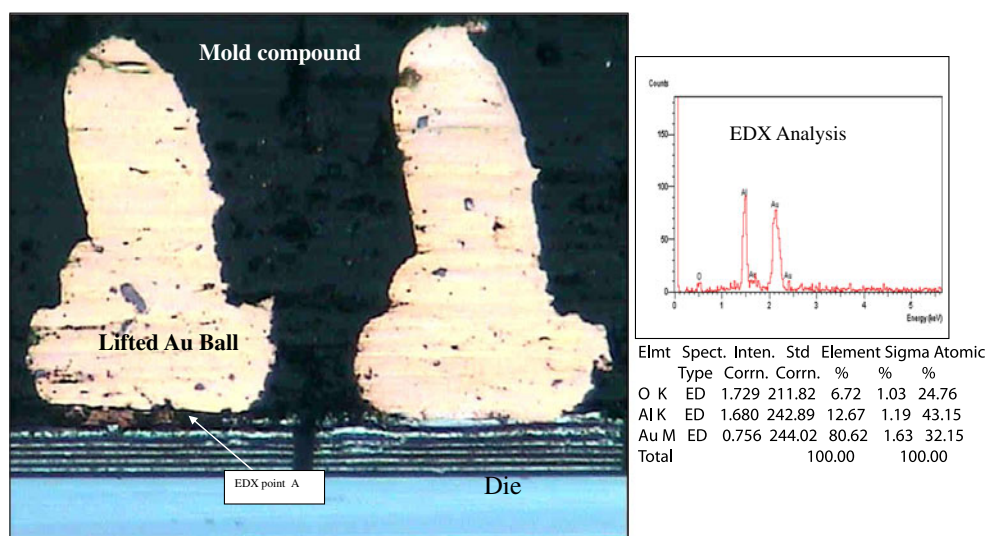 Mold compound
Lifted Au Ball
EDX point A
Die
Counts
EDX Analysis
150
100
50
0
Al
Au
Au
Au
O
0
1
2
3
4
5
Energy (keV)
Elmt Spect. Inten. Std Element Sigma Atomic
Type Corrn. Corrn. % % %
O K ED 1.729 211.82 6.72 1.03 24.76
Al K ED 1.680 242.89 12.67 1.19 43.15
Au M ED 0.756 244.02 80.62 1.63 32.15
Total 100.00 100.00